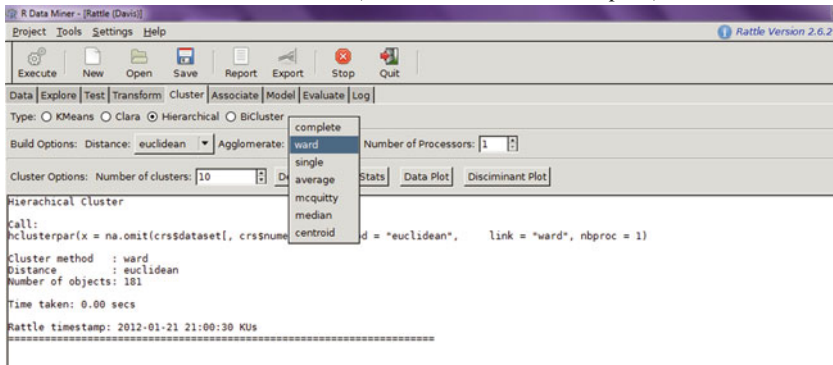 R Data Miner - [Rattle (Davis)]
Project Tools Settings Help Rattle Version 2.6.2
Execute New Open Save Report Export Stop Quit
Data Explore Test Transform Cluster Associate Model Evaluate Log
Type: KMeans Clara Hierarchical BiCluster
complete
Build Options: Distance: euclidean Agglomerate: ward Number of Processors: 1
single
Cluster Options: Number of clusters: 10 De average Stats Data Plot Disciminant Plot
mcquitty
median
centroid
Hierachical Cluster
Call:
hclusterpar(x = na.omit(crs$dataset[, crs$nume d = "euclidean", link = "ward", nbproc = 1)
Cluster method : ward
Distance : euclidean
Number of objects: 181
Time taken: 0.00 secs
Rattle timestamp: 2012-01-21 21:00:30 KUs
======================================================================